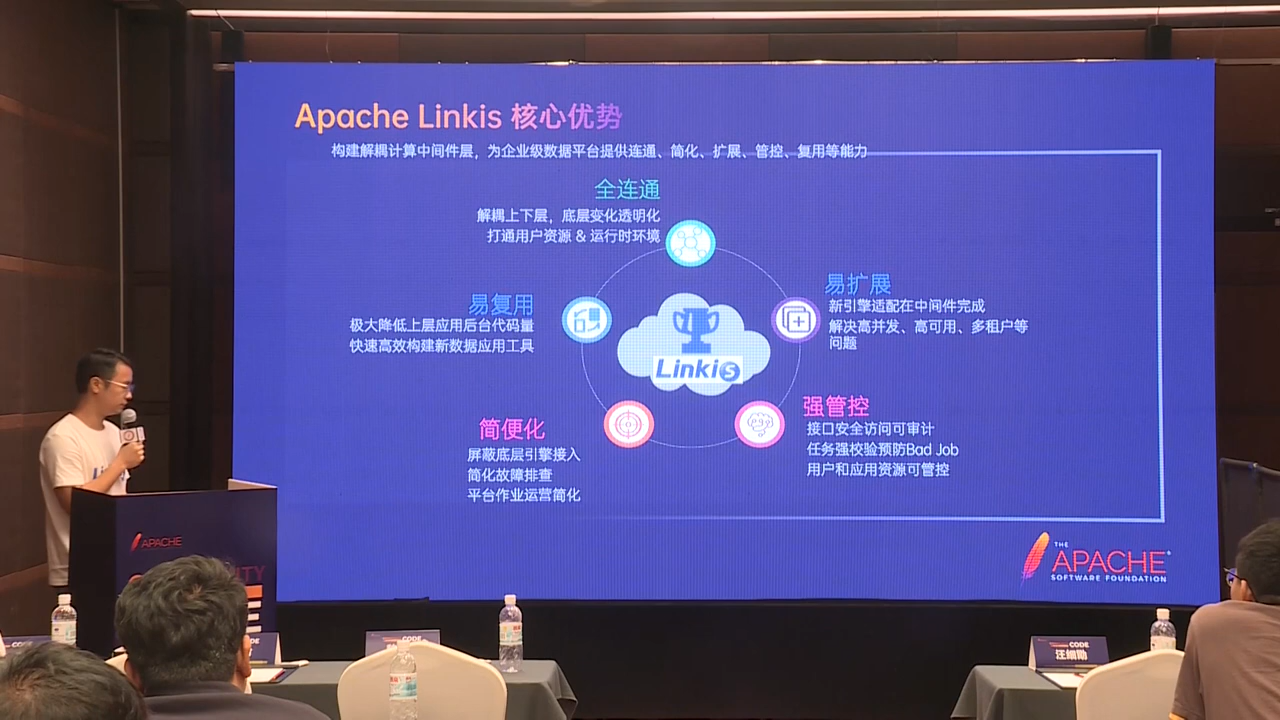 Apache Linkis 核心优势
构建解耦计算中间件层，为企业级数据平台提供连通、简化、扩展、管控、复用等能力
全连通
解耦上下层，底层变化透明化
打通用户资源 & 运行时环境
易扩展
新引擎适配在中间件完成
解决高并发、高可用、多租户等
问题
易复用
极大降低上层应用后台代码量
快速高效构建新数据应用工具
Linkis
强管控
接口安全访问可审计
任务强校验预防Bad Job
用户和应用资源可管控
简便化
屏蔽底层引擎接入
简化故障排查
平台作业运营简化
THE
APACHE
SOFTWARE FOUNDATION
APACHE
CODE
CODE